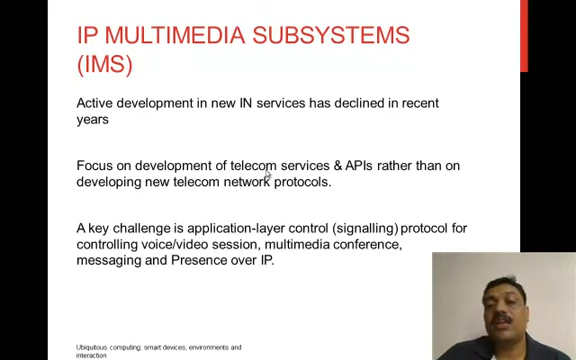 IP MULTIMEDIA SUBSYSTEMS
(IMS)
Active development in new IN services has declined in recent
years
Focus on development of telecom services & APIs rather than on
developing new telecom network protocols.
A key challenge is application-layer control (signalling) protocol for
controlling voice/video session, multimedia conference,
messaging and Presence over IP.
Ubiquitous computing: smart devices, environments and
interaction